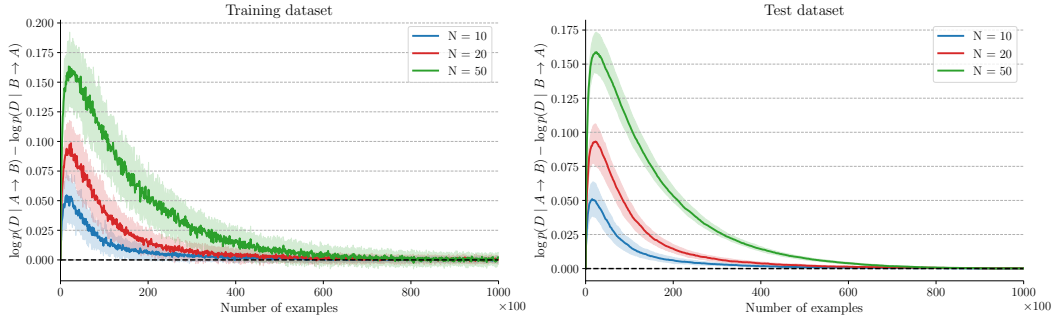 Training dataset
log p(D | A → B) − log p(D | B → A)
0.200
0.175
0.150
0.125
0.100
0.075
0.050
0.025
0.000
N = 10
N = 20
N = 50
0 200 400 600 800 1000
×100
Number of examples
Test dataset
log p(D | A → B) − log p(D | B → A)
0.175
0.150
0.125
0.100
0.075
0.050
0.025
0.000
N = 10
N = 20
N = 50
0 200 400 600 800 1000
×100
Number of examples